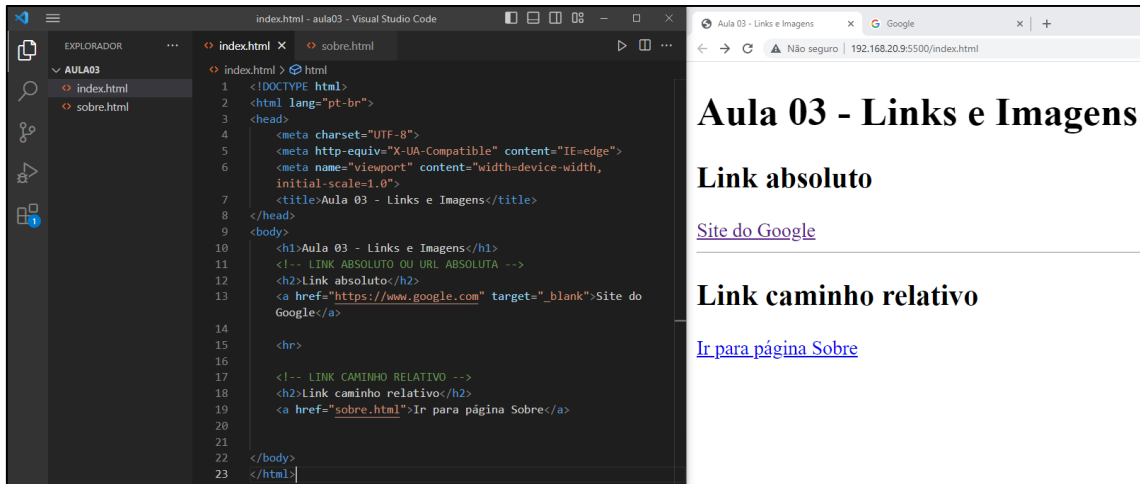 index.html - aula03 - Visual Studio Code
EXPLORADOR ...
AULA03
index.html
sobre.html
1
index.html
sobre.html
index.html > html
1 <!DOCTYPE html>
2 <html lang="pt-br">
3 <head>
4 <meta charset="UTF-8">
5 <meta http-equiv="X-UA-Compatible" content="IE=edge">
6 <meta name="viewport" content="width=device-width,
initial-scale=1.0">
7 <title>Aula 03 - Links e Imagens</title>
8 </head>
9 <body>
10 <h1>Aula 03 - Links e Imagens</h1>
11 <!-- LINK ABSOLUTO OU URL ABSOLUTA -->
12 <h2>Link absoluto</h2>
13 <a href="https://www.google.com" target="_blank">Site do
Google</a>
14
15 <hr>
16
17 <!-- LINK CAMINHO RELATIVO -->
18 <h2>Link caminho relativo</h2>
19 <a href="sobre.html">Ir para página Sobre</a>
20
21
22 </body>
23 </html>
Aula 03 - Links e Imagens
Google
Não seguro | 192.168.20.9:5500/index.html
Aula 03 - Links e Imagens
Link absoluto
Site do Google
Link caminho relativo
Ir para página Sobre